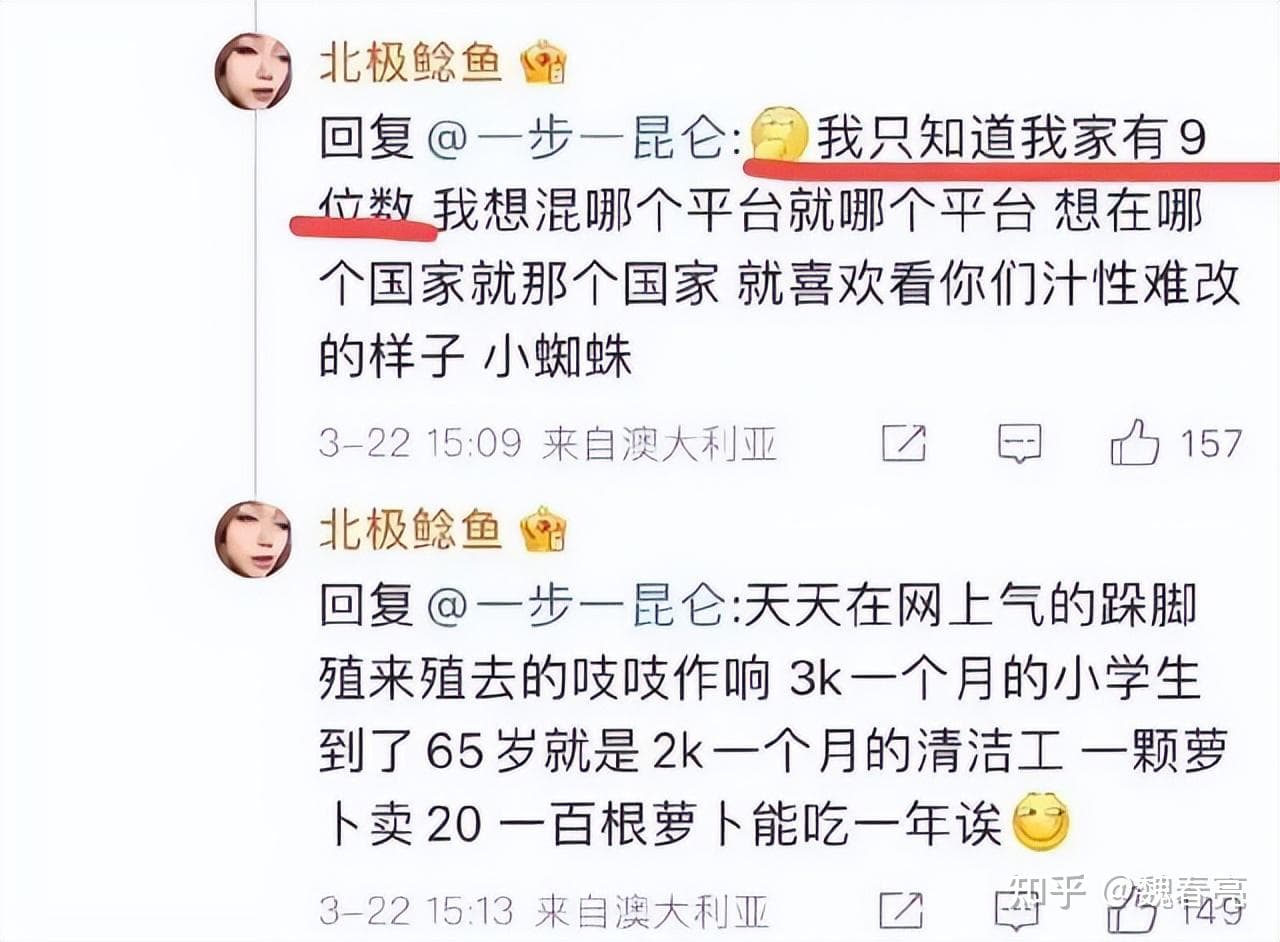 北极鲶鱼
回复@一步一昆仑:我只知道我家有9
位数 我想混哪个平台就哪个平台 想在哪
个国家就那个国家 就喜欢看你们汁性难改
的样子 小蜘蛛
3-22 15:09 来自澳大利亚 157
北极鲶鱼
回复@一步一昆仑:天天在网上气的跺脚
殖来殖去的吱吱作响 3k一个月的小学生
到了65岁就是2k一个月的清洁工 一颗萝
卜卖20 一百根萝卜能吃一年诶
3-22 15:13 来自澳大利亚 149
知乎 @魏春亮